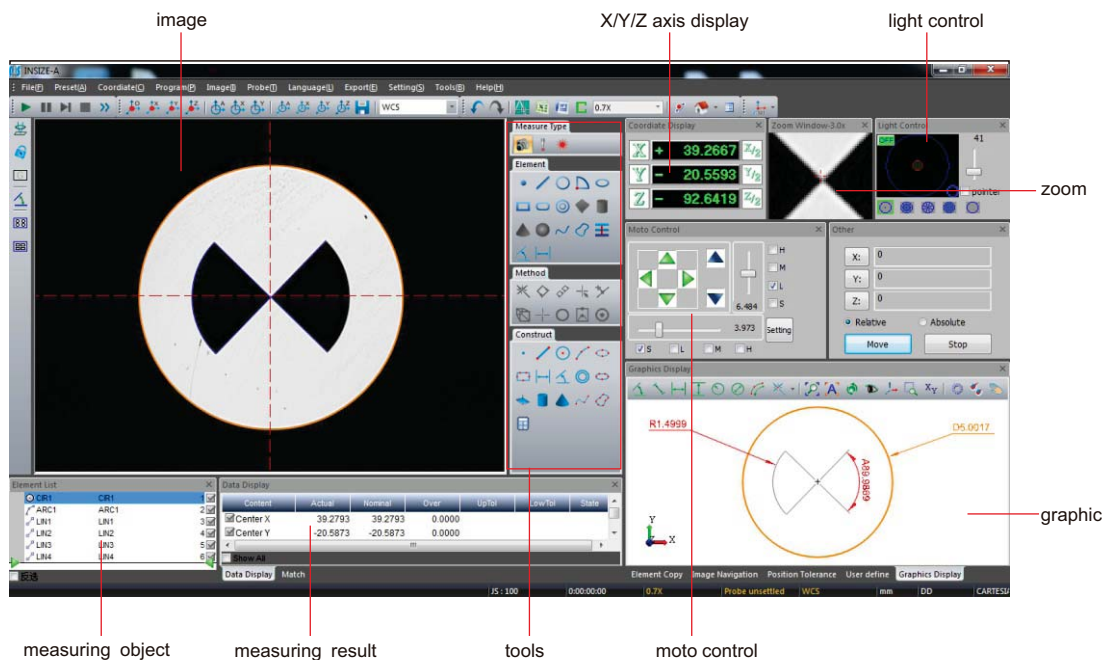 image
X/Y/Z axis display
light control
INSIZE-A
File(F) Preset(A) Coordinate(C) Program(P) Image(I) Probe(T) Language(L) Export(E) Setting(S) Tools(B) Help(H)
WCS 0.7X
Measure Type
Coordiate Display
Zoom Window-3.0x
Light Control
OFF
41
X + 39.2667 X/2
Y - 20.5593 Y/2
Z - 92.6419 Z/2
pointer
zoom
Element
Moto Control
Other
H
M
L
S
6.484
X: 0
Y: 0
Z: 0
Relative Absolute
3.973
Setting
Move Stop
S L M H
Method
Construct
Graphics Display
R1.4999
D5.0017
A89.9809
Y
X
graphic
Element List
CIR1 CIR1 1
ARC1 ARC1 2
LIN1 LIN1 3
LIN2 LIN2 4
LIN3 LIN3 5
LIN4 LIN4 6
反选
Data Display
Content Actual Nominal Over UpTol LowTol State
Center X 39.2793 39.2793 0.0000
Center Y -20.5873 -20.5873 0.0000
Show All
Data Display Match
Element Copy Image Navigation Position Tolerance User define Graphics Display
JS : 100 0:00:00:00 0.7X Probe unsettled WCS mm DD CARTESIA
measuring object
measuring result
tools
moto control